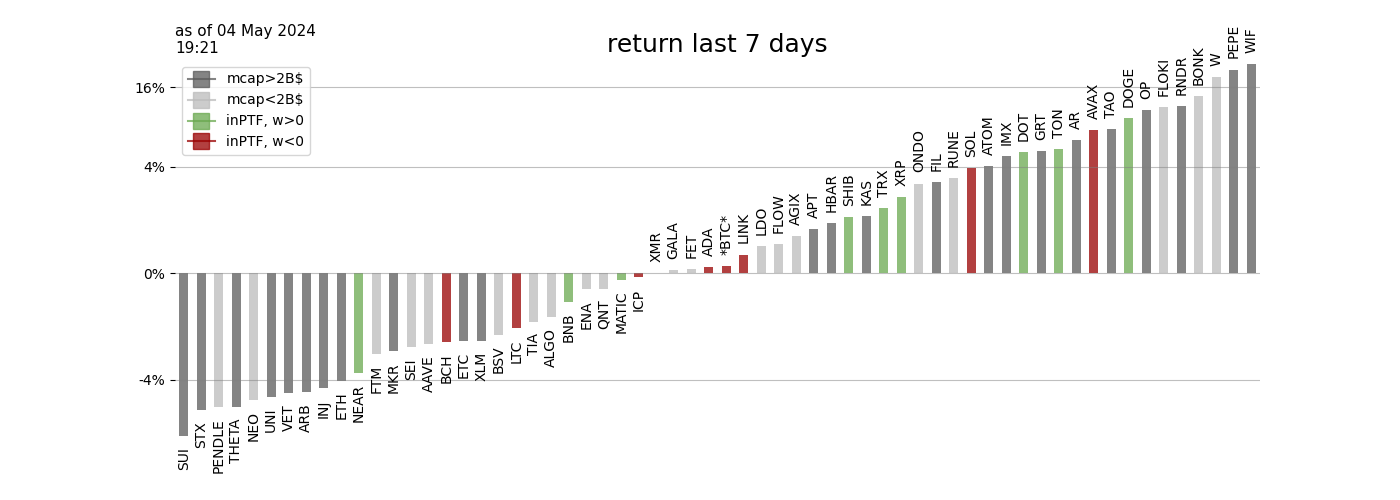 as of 04 May 2024
19:21
return last 7 days
mcap>2B$
mcap<2B$
inPTF, w>0
inPTF, w<0
16%
4%
0%
-4%
SUI
STX
PENDLE
THETA
NEO
UNI
VET
ARB
INJ
ETH
NEAR
FTM
MKR
SEI
AAVE
BCH
ETC
XLM
BSV
LTC
TIA
ALGO
BNB
ENA
QNT
MATIC
ICP
XMR
GALA
FET
ADA
*BTC*
LINK
LDO
FLOW
AGIX
APT
HBAR
SHIB
KAS
TRX
XRP
ONDO
FIL
RUNE
SOL
ATOM
IMX
DOT
GRT
TON
AR
AVAX
TAO
DOGE
OP
FLOKI
RNDR
BONK
W
PEPE
WIF